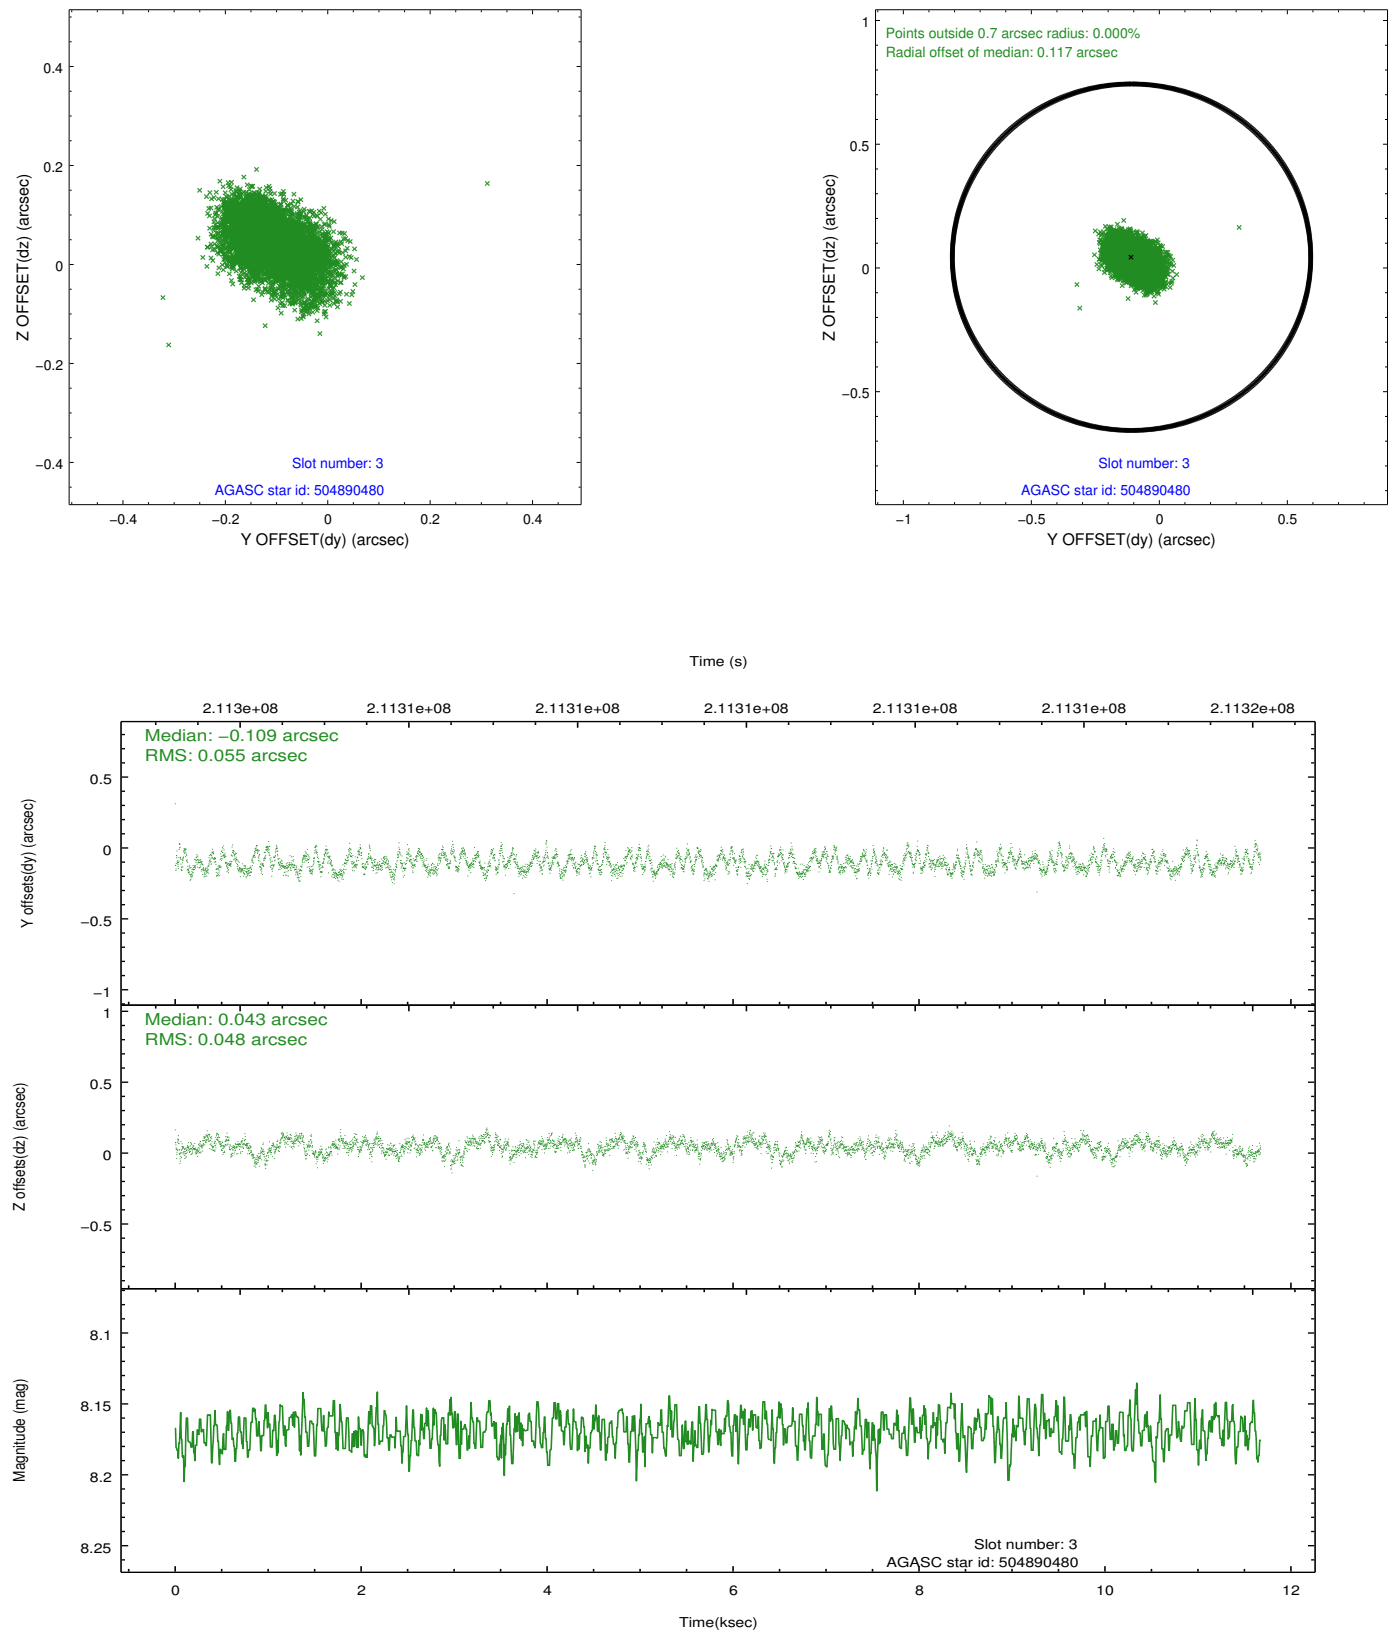 0.4
0.2
0
−0.2
−0.4
Z OFFSET(dz) (arcsec)
Slot number: 3
AGASC star id: 504890480
−0.4 −0.2 0 0.2 0.4
Y OFFSET(dy) (arcsec)
Points outside 0.7 arcsec radius: 0.000%
Radial offset of median: 0.117 arcsec
1
0.5
0
−0.5
Z OFFSET(dz) (arcsec)
Slot number: 3
AGASC star id: 504890480
−1 −0.5 0 0.5
Y OFFSET(dy) (arcsec)
Time (s)
2.113e+08 2.1131e+08 2.1131e+08 2.1131e+08 2.1131e+08 2.1131e+08 2.1132e+08
Median: −0.109 arcsec
RMS: 0.055 arcsec
0.5
0
−0.5
−1
Y offsets(dy) (arcsec)
Median: 0.043 arcsec
RMS: 0.048 arcsec
1
0.5
0
−0.5
Z offsets(dz) (arcsec)
8.1
8.15
8.2
8.25
Magnitude (mag)
Slot number: 3
AGASC star id: 504890480
0 2 4 6 8 10 12
Time(ksec)